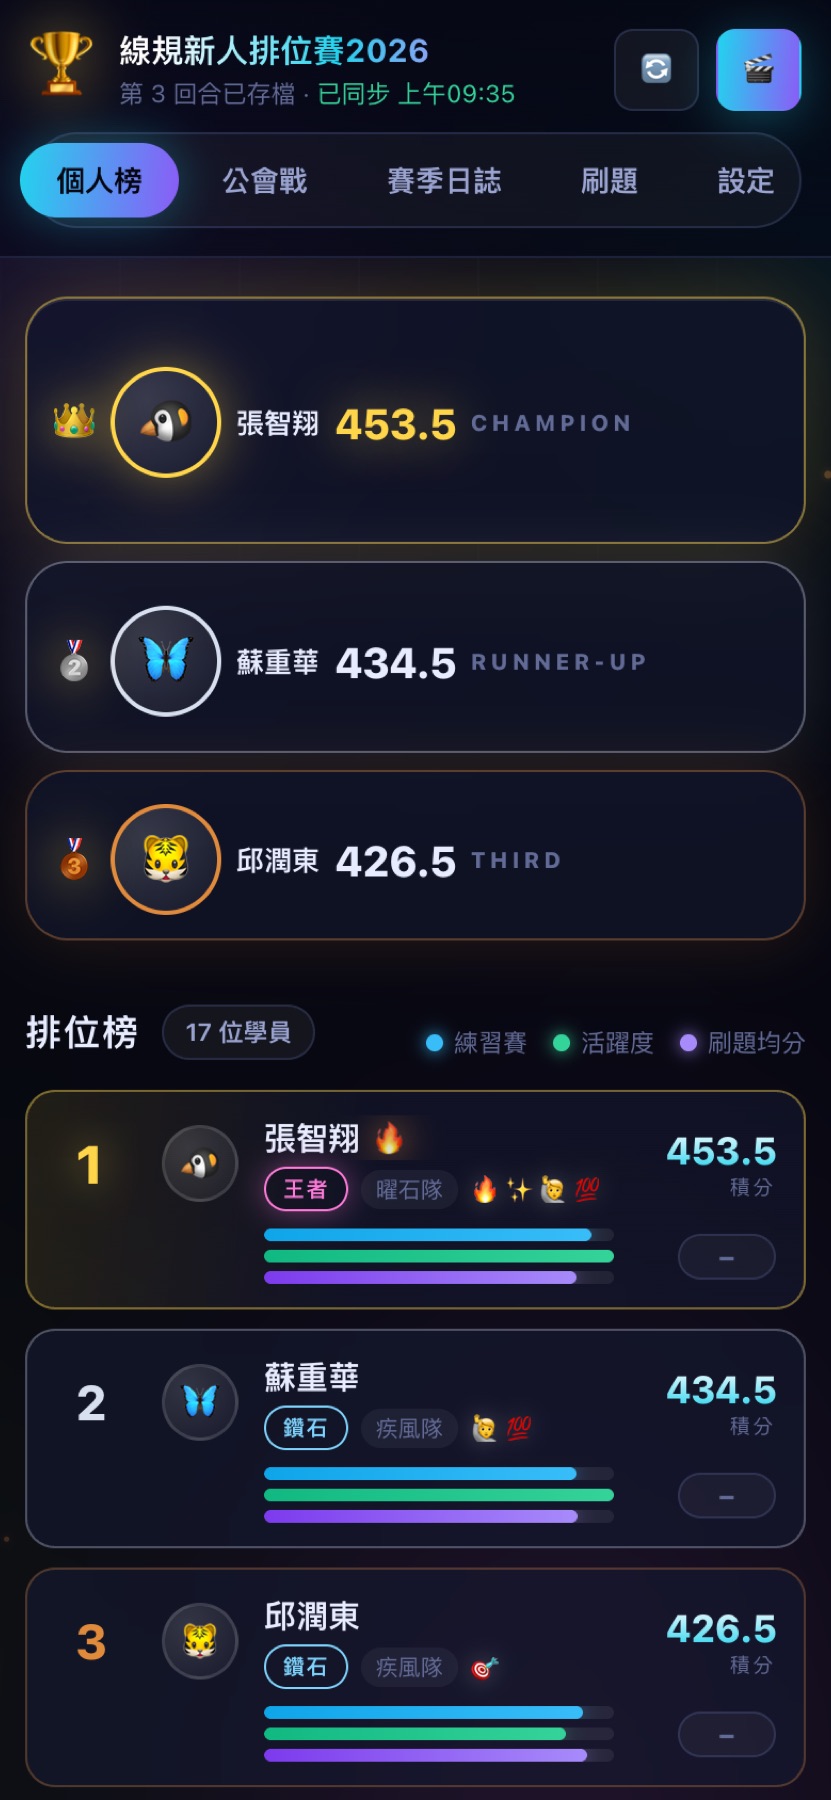 線規新人排位賽2026
第 3 回合已存檔 · 已同步 上午09:35
個人榜 公會戰 賽季日誌 刷題 設定
張智翔 453.5 CHAMPION
2 蘇重華 434.5 RUNNER-UP
3 邱潤東 426.5 THIRD
排位榜 17 位學員 練習賽 活躍度 刷題均分
1 張智翔 453.5
王者 曜石隊 100 積分
–
2 蘇重華 434.5
鑽石 疾風隊 100 積分
–
3 邱潤東 426.5
鑽石 疾風隊 積分
–